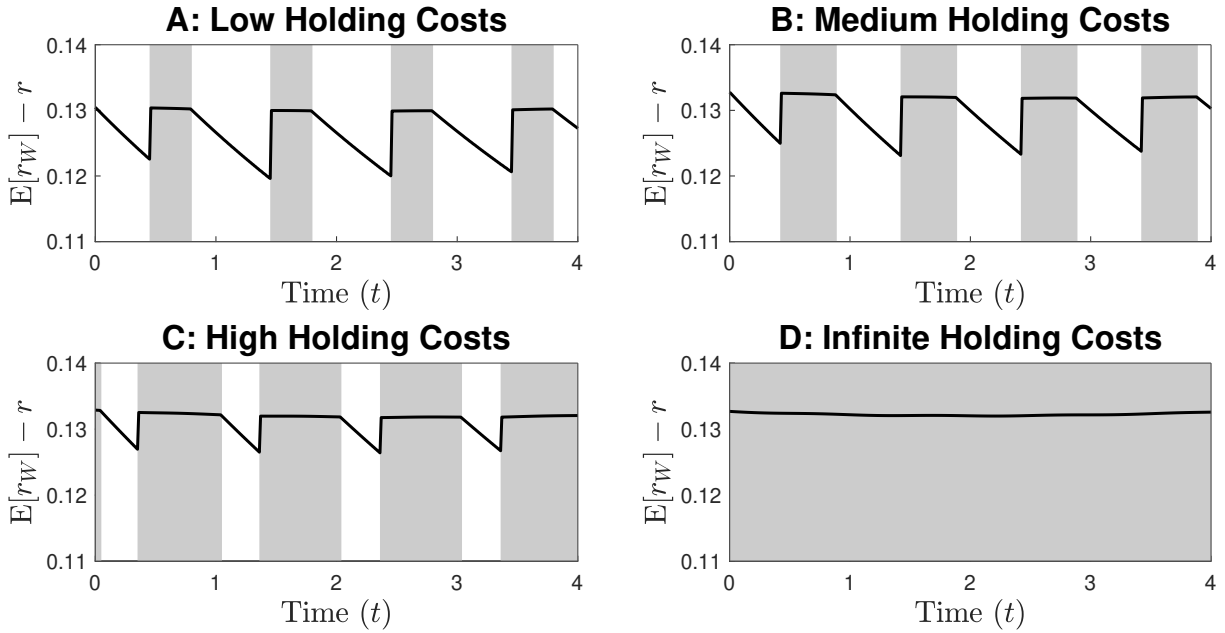 A: Low Holding Costs
E[r_W] − r
0.14
0.13
0.12
0.11
0 1 2 3 4
Time (t)
B: Medium Holding Costs
E[r_W] − r
0.14
0.13
0.12
0.11
0 1 2 3 4
Time (t)
C: High Holding Costs
E[r_W] − r
0.14
0.13
0.12
0.11
0 1 2 3 4
Time (t)
D: Infinite Holding Costs
E[r_W] − r
0.14
0.13
0.12
0.11
0 1 2 3 4
Time (t)